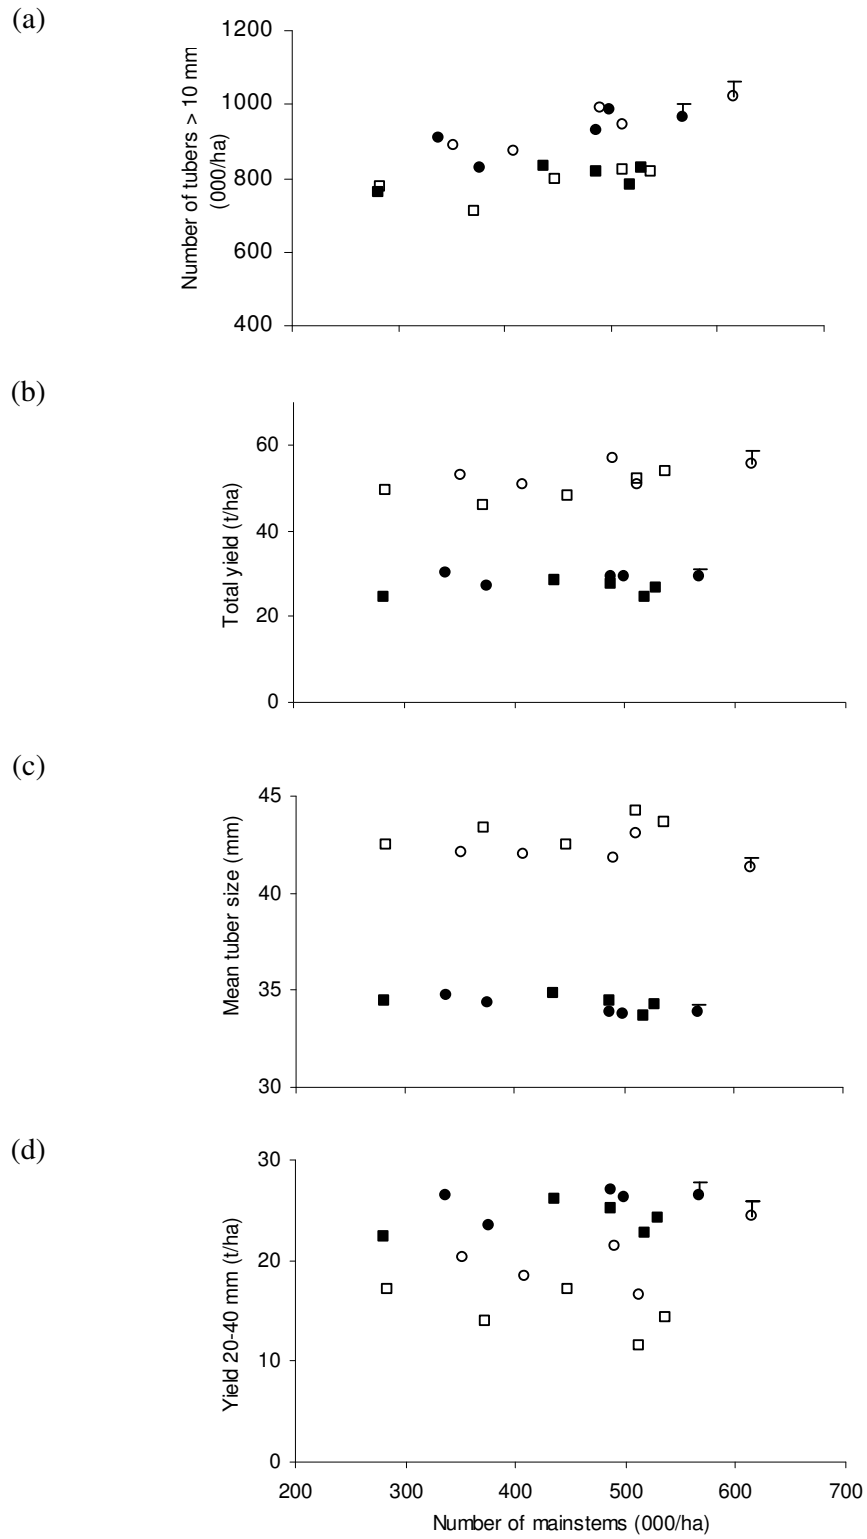 (a)
Number of tubers > 10 mm
(000/ha)
1200
1000
800
600
400
(b)
Total yield (t/ha)
60
40
20
0
(c)
Mean tuber size (mm)
45
40
35
30
(d)
Yield 20-40 mm (t/ha)
30
20
10
0
200 300 400 500 600 700
Number of mainstems (000/ha)